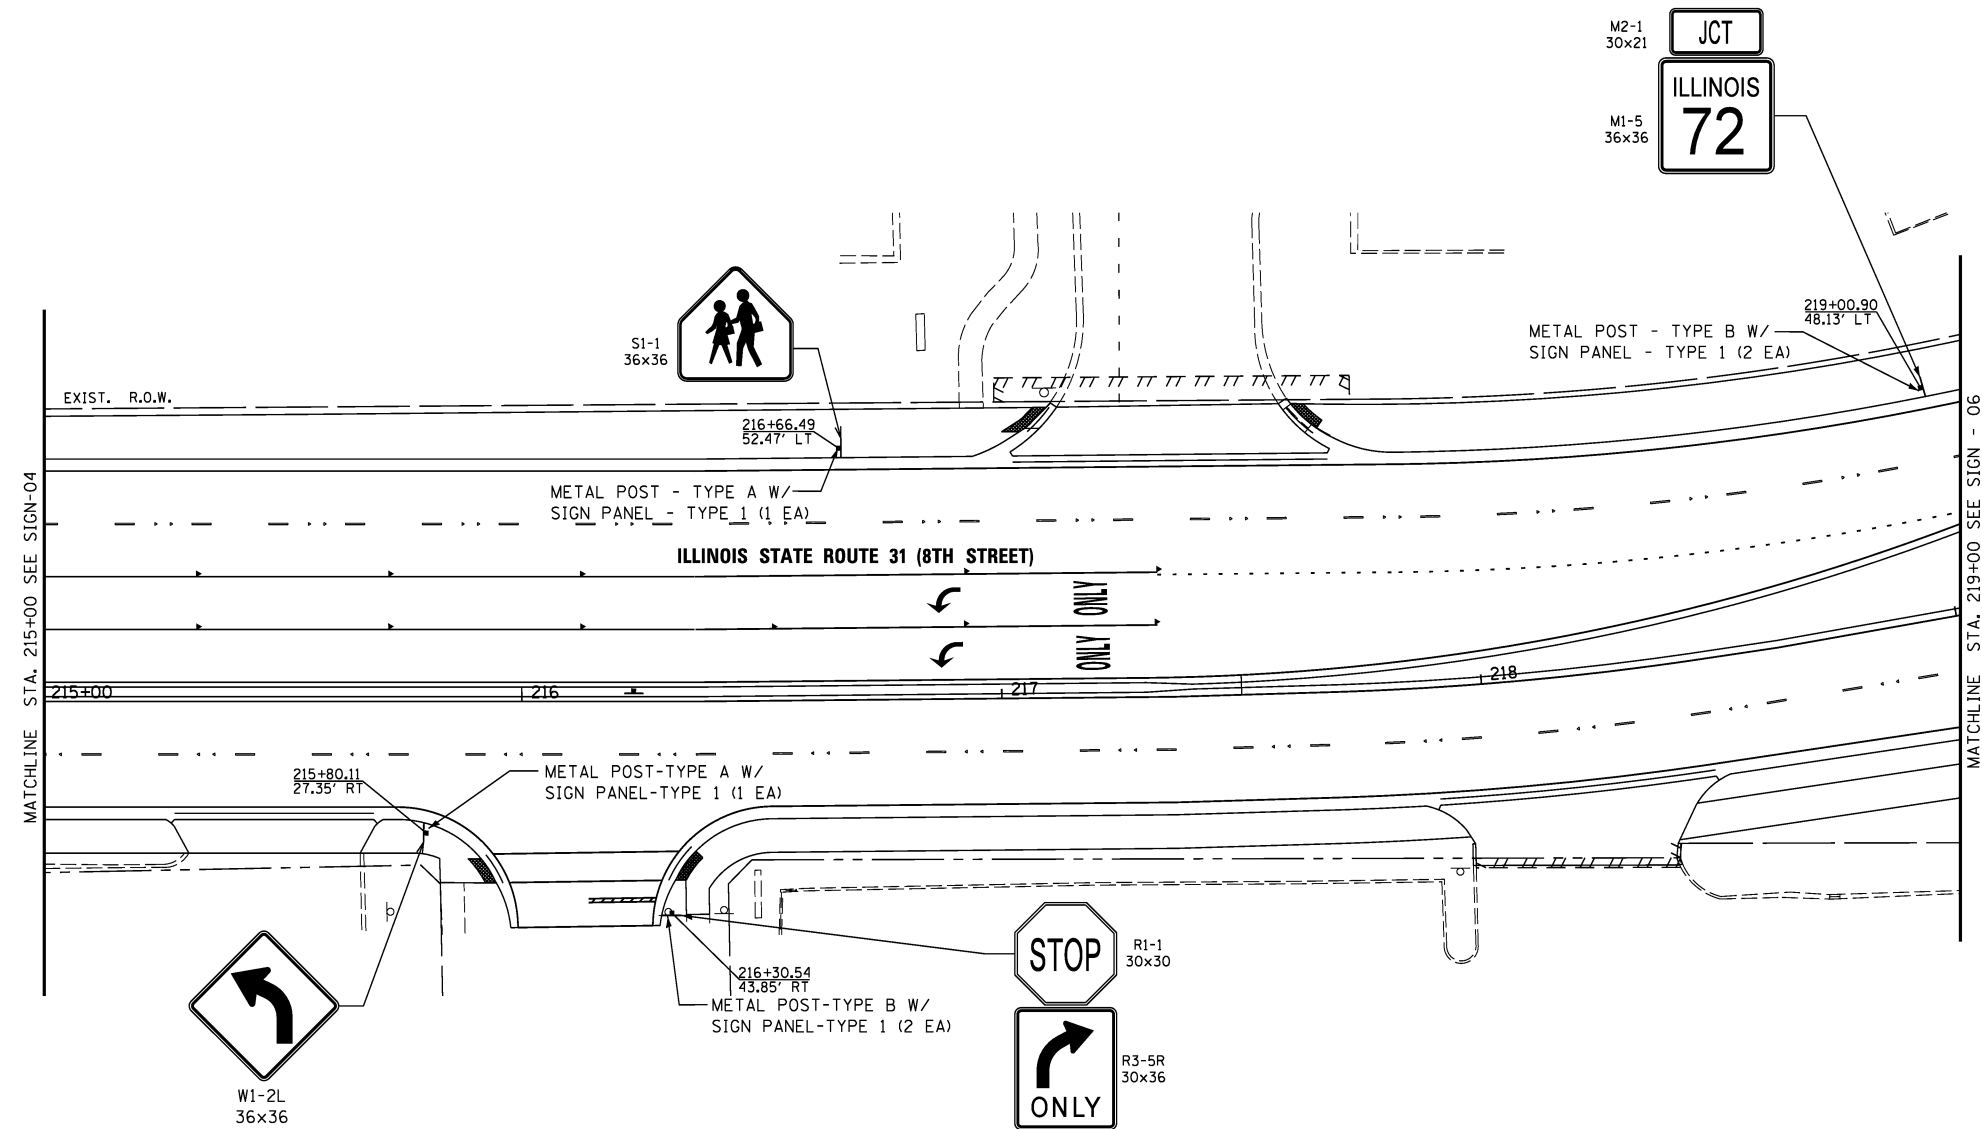 M2-1
30x21
JCT
M1-5
36x36
ILLINOIS
72
S1-1
36x36
219+00.90
48.13' LT
METAL POST - TYPE B W/
SIGN PANEL - TYPE 1 (2 EA)
EXIST. R.O.W.
216+66.49
52.47' LT
METAL POST - TYPE A W/
SIGN PANEL - TYPE 1 (1 EA)
MATCHLINE STA. 215+00 SEE SIGN-04
MATCHLINE STA. 219+00 SEE SIGN - 06
ILLINOIS STATE ROUTE 31 (8TH STREET)
ONLY
ONLY
215+00
216
217
218
215+80.11
27.35' RT
METAL POST-TYPE A W/
SIGN PANEL-TYPE 1 (1 EA)
STOP
R1-1
30x30
216+30.54
43.85' RT
METAL POST-TYPE B W/
SIGN PANEL-TYPE 1 (2 EA)
R3-5R
30x36
ONLY
W1-2L
36x36